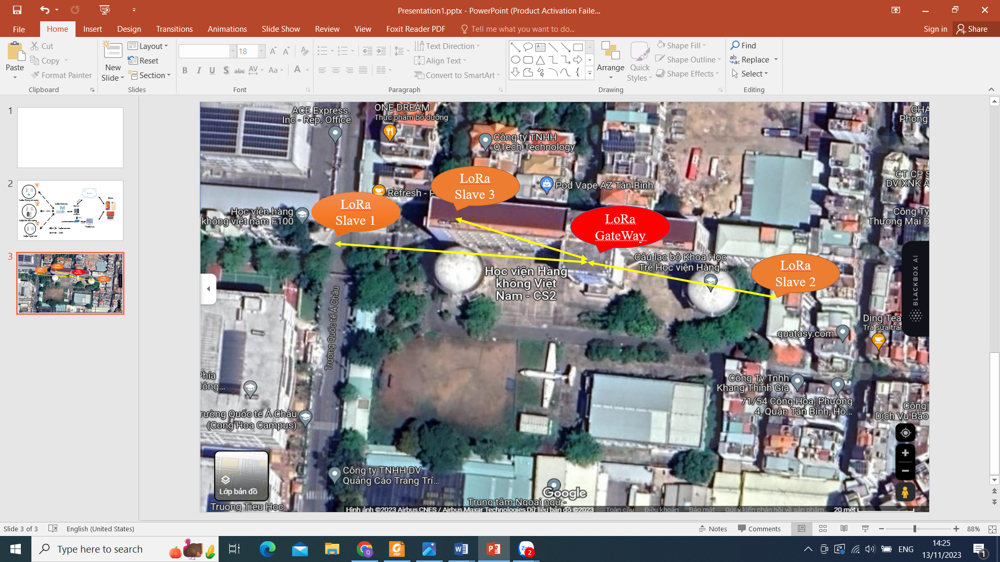 Presentation1.pptx - PowerPoint (Product Activation Faile...
File
Home
Insert
Design
Transitions
Animations
Slide Show
Review
View
Foxit Reader PDF
Tell me what you want to do...
Sign in
Share
Paste
Cut
Copy
Format Painter
Clipboard
New
Slide
Layout
Reset
Section
Slides
18
Font
Text Direction
Align Text
Convert to SmartArt
Paragraph
Arrange
Quick
Styles
Shape Fill
Shape Outline
Shape Effects
Drawing
Find
Replace
Select
Editing
1
2
3
ACE Express.
Inc - Rep. Office
ONE DREAM
Thực phẩm bổ dưỡng
Công ty TNHH
QTech Technology
CHA
Phong
CT CP S
DV XNK A
Pod Vape AZ Tân Bình
Refresh - P
LoRa
Slave 3
LoRa
Slave 1
LoRa
GateWay
LoRa
Slave 2
Học viện hàng
không việt nam F100
Công Ty
Thương Mại D
Câu lạc bộ Khoa Học
Trẻ Học viện Hàng...
Học viện Hàng
không Việt
Nam - CS2
BLACKBOX AI
Trường Quốc tế Á Châu
Ding Tea
Trà sữa trân
quatasy.com
Phía
Công Ty Tnhh
Khang Thịnh Gia
71/54 Cộng Hòa, Phường
4, Quận Tân Bình, Hồ...
Công
Dịch Vụ Bảo
rường Quốc tế Á Châu
(Cong Hoa Campus)
Công ty TNHH DV
Quảng Cáo Trang Trí...
Lớp bản đồ
Truong Tieu Hoc
Google
Trung tâm Ngoại ngữ -
Hình ảnh ©2023 Airbus,CNES / Airbus,Maxar Technologies,Dữ liệu bản đồ ©2023
Toàn cầu
Điều khoản
Bảo mật
Gửi ý kiến phản hồi về sản phẩm
20 mét
Slide 3 of 3
English (United States)
Notes
Comments
88%
Type here to search
2
ENG
14:25
13/11/2023
1